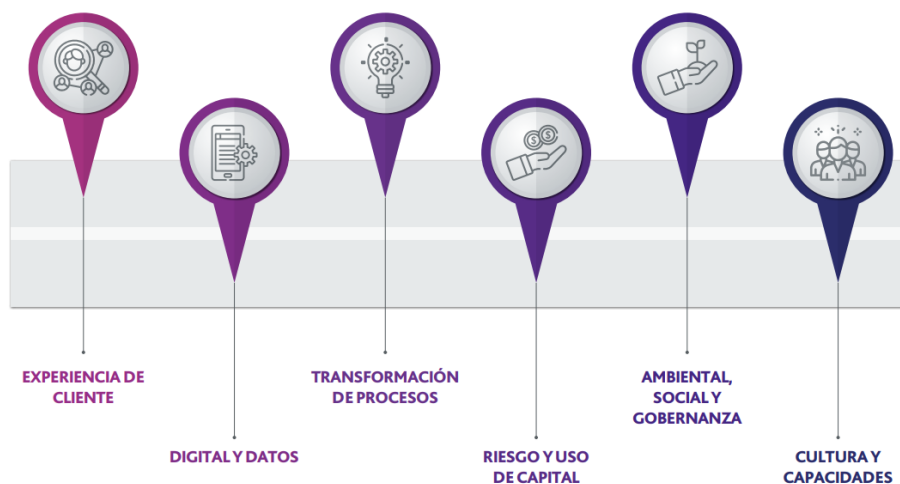 EXPERIENCIA DE
CLIENTE
DIGITAL Y DATOS
TRANSFORMACIÓN
DE PROCESOS
RIESGO Y USO
DE CAPITAL
AMBIENTAL,
SOCIAL Y
GOBERNANZA
CULTURA Y
CAPACIDADES